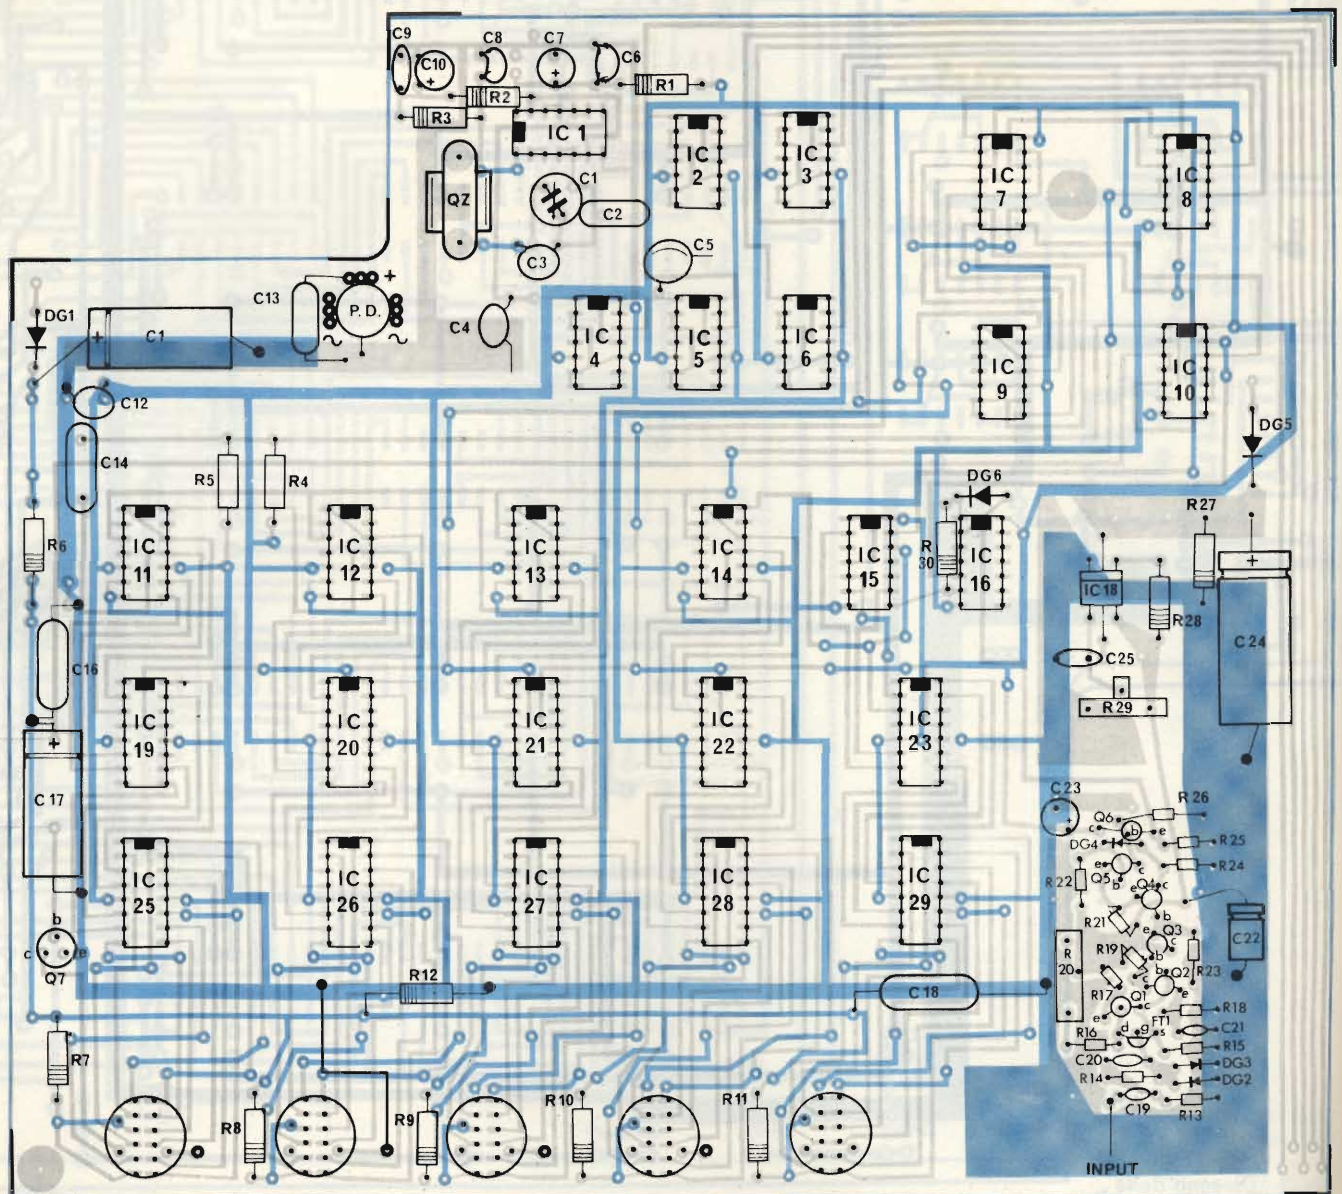 C9
C8
C7
C6
C10
+
+
R1
R2
R3
IC 1
IC
2
IC
3
IC
7
IC
8
QZ
C1
C2
C3
C5
C13
+
P.D.
~
~
C4
DG1
+
C1
IC
4
IC
5
IC
6
IC
9
IC
10
C12
DG5
C14
R5
R4
DG6
R27
R6
IC
11
IC
12
IC
13
IC
14
IC
15
R
30
IC
16
IC18
R28
+
C24
C16
C25
R29
IC
19
IC
20
IC
21
IC
22
IC
23
+
C17
C23
+
R26
Q6
c
b
e
DG4
R25
e
c
R24
R22
Q5
b
e
Q4
c
b
IC
25
IC
26
IC
27
IC
28
IC
29
R21
e
Q3
c
b
C22
b
c
e
Q7
R19
R23
R
20
c
b
Q2
e
R17
Q1
c
e
R12
C18
R18
FT1
d
g
s
C21
R16
R15
R7
C20
DG3
R14
DG2
C19
R13
R8
R9
R10
R11
INPUT